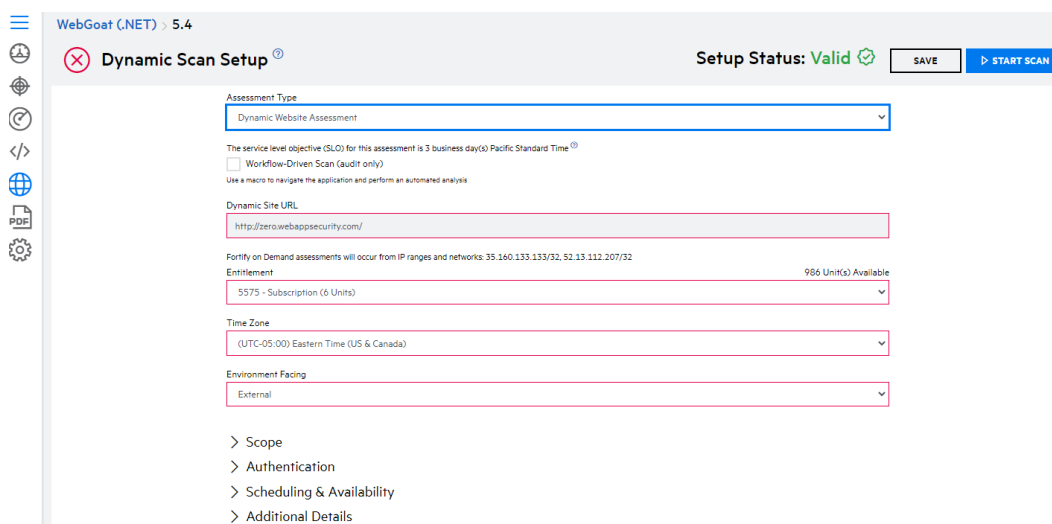 WebGoat (.NET) > 5.4
Dynamic Scan Setup ?
Setup Status: Valid
SAVE
START SCAN
Assessment Type
Dynamic Website Assessment
The service level objective (SLO) for this assessment is 3 business day(s) Pacific Standard Time ?
Workflow-Driven Scan (audit only)
Use a macro to navigate the application and perform an automated analysis
Dynamic Site URL
http://zero.webappsecurity.com/
Fortify on Demand assessments will occur from IP ranges and networks: 35.160.133.133/32, 52.13.112.207/32
Entitlement
986 Unit(s) Available
5575 - Subscription (6 Units)
Time Zone
(UTC-05:00) Eastern Time (US & Canada)
Environment Facing
External
Scope
Authentication
Scheduling & Availability
Additional Details
PDF